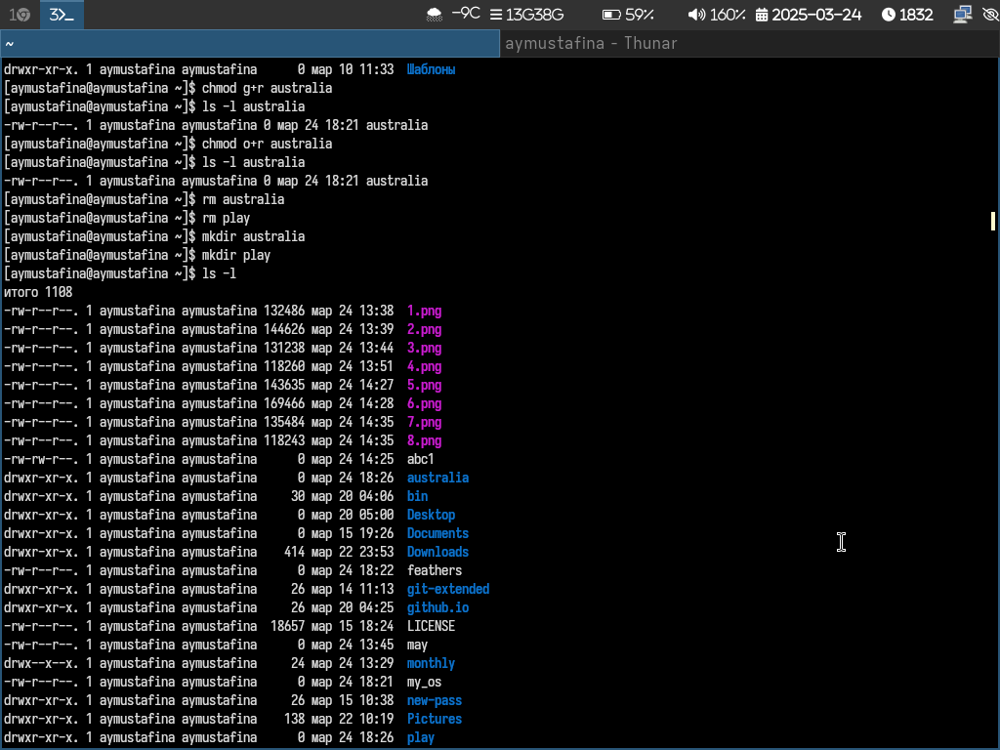 1 3 -9C 13G38G 59% 160% 2025-03-24 1832
~ aymustafina - Thunar
drwxr-xr-x. 1 aymustafina aymustafina      0 мар 10 11:33  Шаблоны
[aymustafina@aymustafina ~]$ chmod g+r australia
[aymustafina@aymustafina ~]$ ls -l australia
-rw-r--r--. 1 aymustafina aymustafina 0 мар 24 18:21 australia
[aymustafina@aymustafina ~]$ chmod o+r australia
[aymustafina@aymustafina ~]$ ls -l australia
-rw-r--r--. 1 aymustafina aymustafina 0 мар 24 18:21 australia
[aymustafina@aymustafina ~]$ rm australia
[aymustafina@aymustafina ~]$ rm play
[aymustafina@aymustafina ~]$ mkdir australia
[aymustafina@aymustafina ~]$ mkdir play
[aymustafina@aymustafina ~]$ ls -l
итого 1108
-rw-r--r--. 1 aymustafina aymustafina 132486 мар 24 13:38  1.png
-rw-r--r--. 1 aymustafina aymustafina 144626 мар 24 13:39  2.png
-rw-r--r--. 1 aymustafina aymustafina 131238 мар 24 13:44  3.png
-rw-r--r--. 1 aymustafina aymustafina 118260 мар 24 13:51  4.png
-rw-r--r--. 1 aymustafina aymustafina 143635 мар 24 14:27  5.png
-rw-r--r--. 1 aymustafina aymustafina 169466 мар 24 14:28  6.png
-rw-r--r--. 1 aymustafina aymustafina 135484 мар 24 14:35  7.png
-rw-r--r--. 1 aymustafina aymustafina 118243 мар 24 14:35  8.png
-rw-rw-r--. 1 aymustafina aymustafina      0 мар 24 14:25  abc1
drwxr-xr-x. 1 aymustafina aymustafina      0 мар 24 18:26  australia
drwxr-xr-x. 1 aymustafina aymustafina     30 мар 20 04:06  bin
drwxr-xr-x. 1 aymustafina aymustafina      0 мар 20 05:00  Desktop
drwxr-xr-x. 1 aymustafina aymustafina      0 мар 15 19:26  Documents
drwxr-xr-x. 1 aymustafina aymustafina    414 мар 22 23:53  Downloads
-rw-r--r--. 1 aymustafina aymustafina      0 мар 24 18:22  feathers
drwxr-xr-x. 1 aymustafina aymustafina     26 мар 14 11:13  git-extended
drwxr-xr-x. 1 aymustafina aymustafina     26 мар 20 04:25  github.io
-rw-r--r--. 1 aymustafina aymustafina  18657 мар 15 18:24  LICENSE
-rw-r--r--. 1 aymustafina aymustafina      0 мар 24 13:45  may
drwx--x--x. 1 aymustafina aymustafina     24 мар 24 13:29  monthly
-rw-r--r--. 1 aymustafina aymustafina      0 мар 24 18:21  my_os
drwxr-xr-x. 1 aymustafina aymustafina     26 мар 15 10:38  new-pass
drwxr-xr-x. 1 aymustafina aymustafina    138 мар 22 10:19  Pictures
drwxr-xr-x. 1 aymustafina aymustafina      0 мар 24 18:26  play